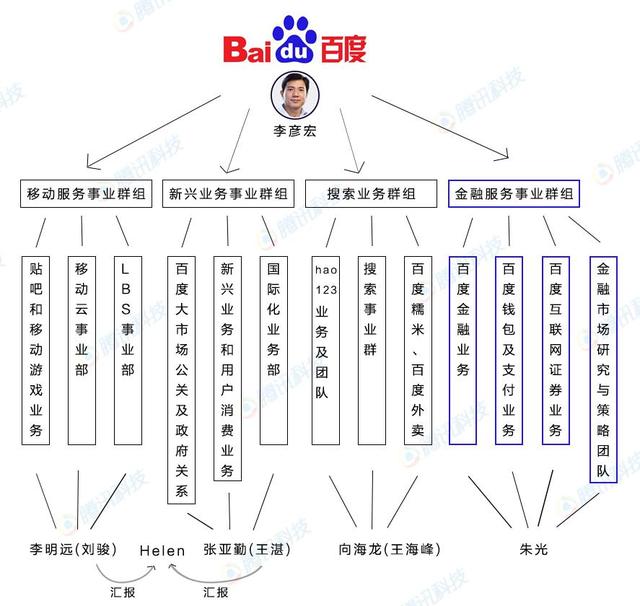 Bai du 百度
李彦宏
移动服务事业群组
新兴业务事业群组
搜索业务群组
金融服务事业群组
贴吧和移动游戏业务
移动云事业部
LBS事业部
百度大市场公关及政府关系
新兴业务和用户消费业务
国际化业务部
hao123业务及团队
搜索事业群
百度糯米、百度外卖
百度金融业务
百度钱包及支付业务
百度互联网证券业务
金融市场研究与策略团队
李明远(刘骏)
Helen
张亚勤(王湛)
向海龙(王海峰)
朱光
汇报
汇报
腾讯科技